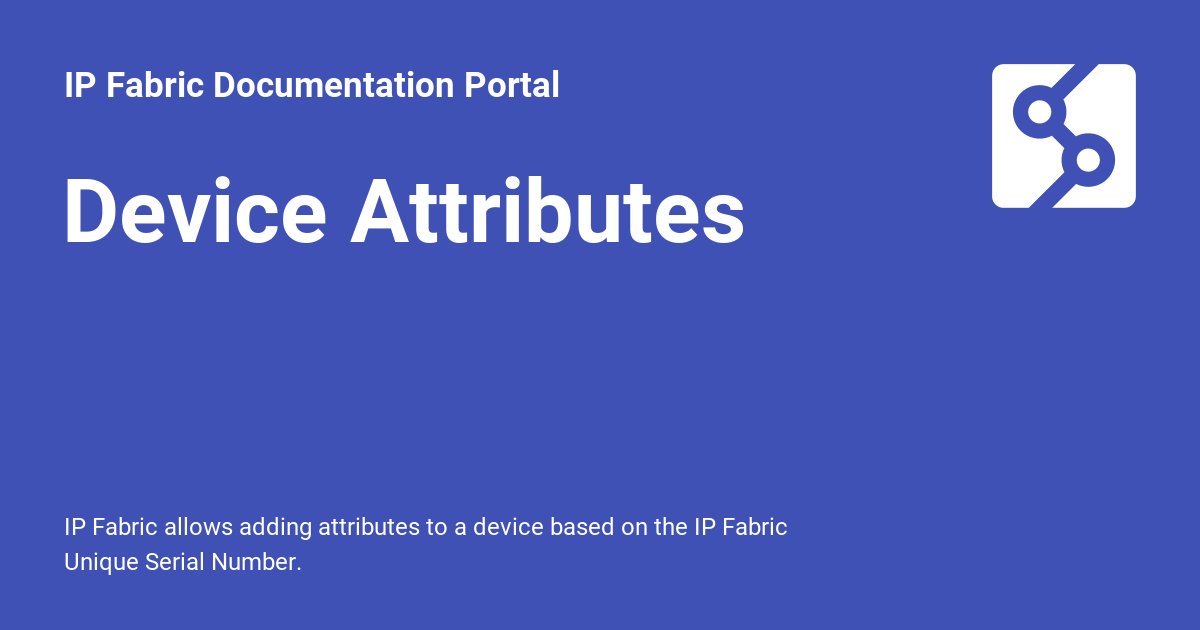 IP Fabric Documentation Portal
Device Attributes
IP Fabric allows adding attributes to a device based on the IP Fabric
Unique Serial Number.